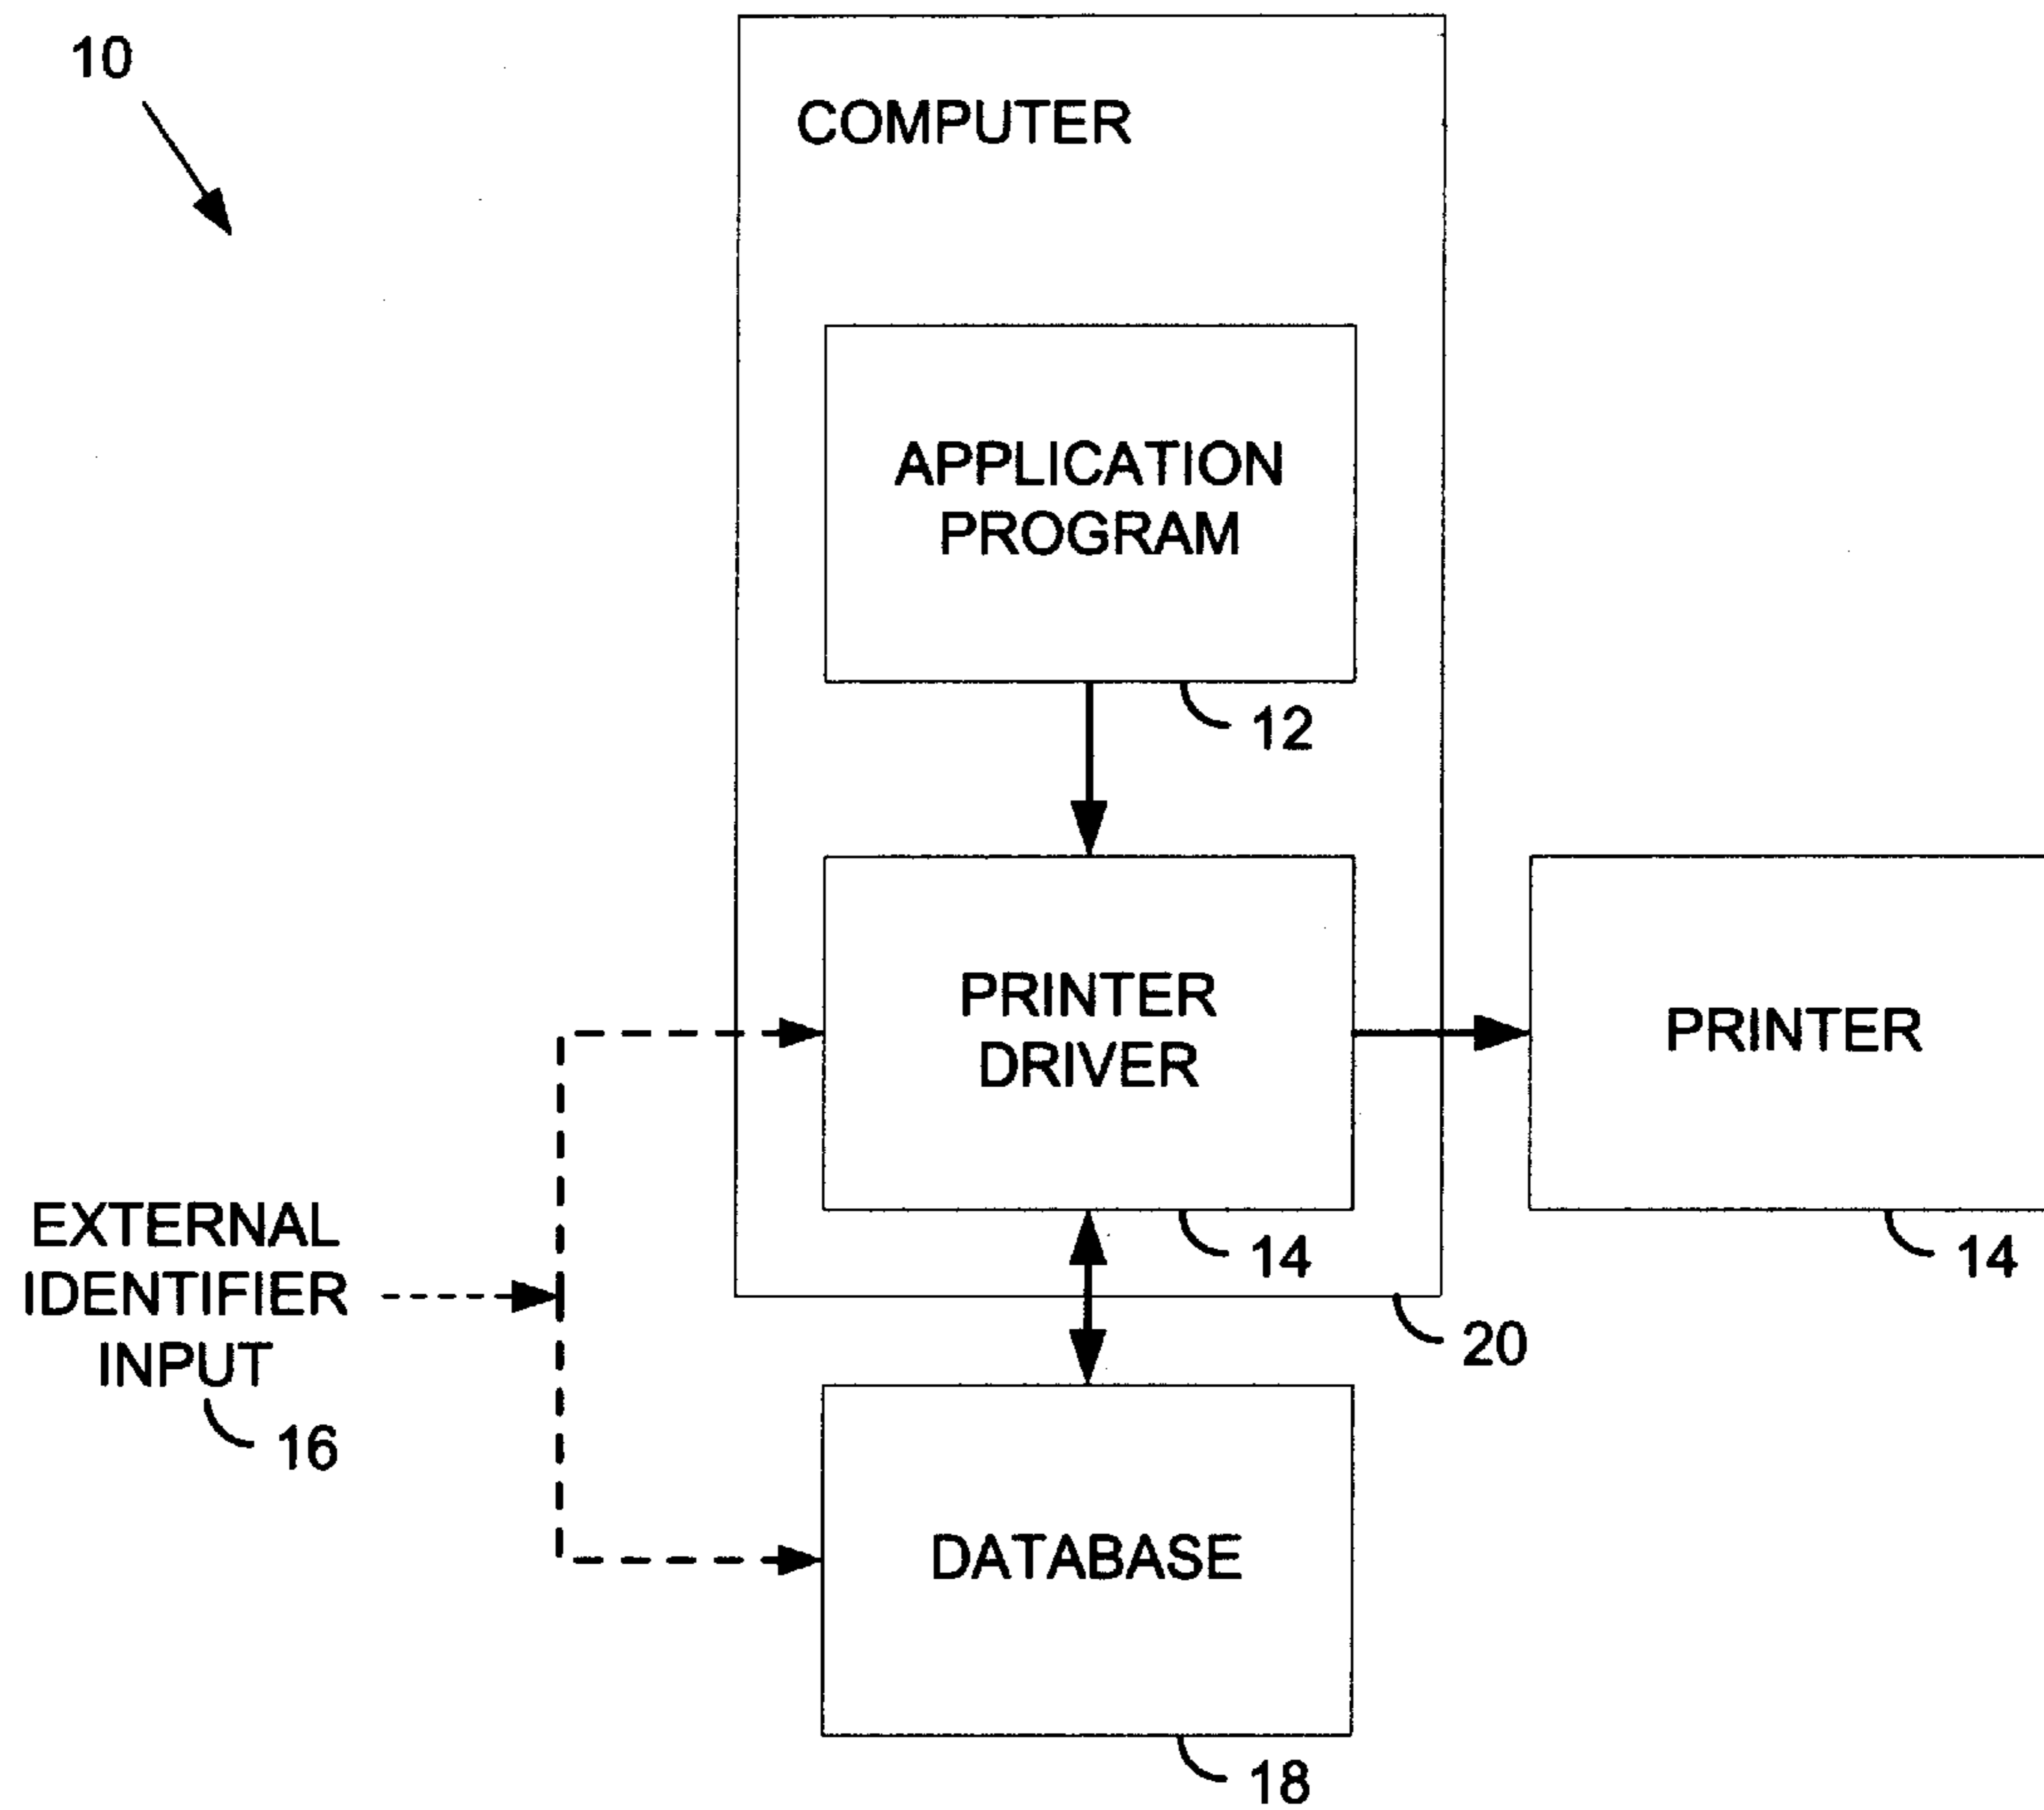 10
COMPUTER
APPLICATION
PROGRAM
12
PRINTER
DRIVER
14
PRINTER
14
20
EXTERNAL
IDENTIFIER
INPUT
16
DATABASE
18